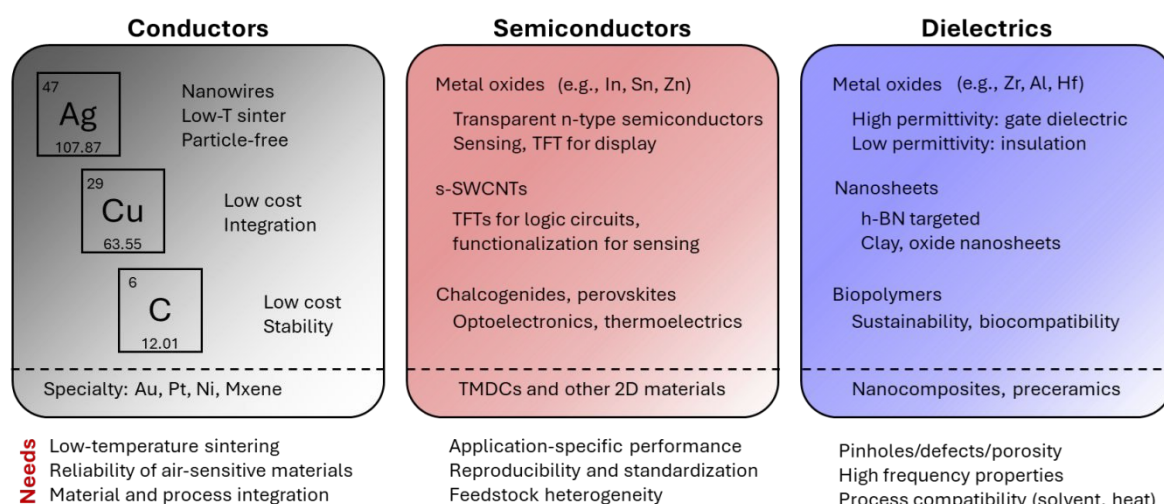 Conductors
47
Ag
107.87
Nanowires
Low-T sinter
Particle-free
29
Cu
63.55
Low cost
Integration
6
C
12.01
Low cost
Stability
Specialty: Au, Pt, Ni, Mxene
Semiconductors
Metal oxides (e.g., In, Sn, Zn)
Transparent n-type semiconductors
Sensing, TFT for display
s-SWCNTs
TFTs for logic circuits,
functionalization for sensing
Chalcogenides, perovskites
Optoelectronics, thermoelectrics
TMDCs and other 2D materials
Dielectrics
Metal oxides (e.g., Zr, Al, Hf)
High permittivity: gate dielectric
Low permittivity: insulation
Nanosheets
h-BN targeted
Clay, oxide nanosheets
Biopolymers
Sustainability, biocompatibility
Nanocomposites, preceramics
Needs
Low-temperature sintering
Reliability of air-sensitive materials
Material and process integration
Application-specific performance
Reproducibility and standardization
Feedstock heterogeneity
Pinholes/defects/porosity
High frequency properties
Process compatibility (solvent, heat)